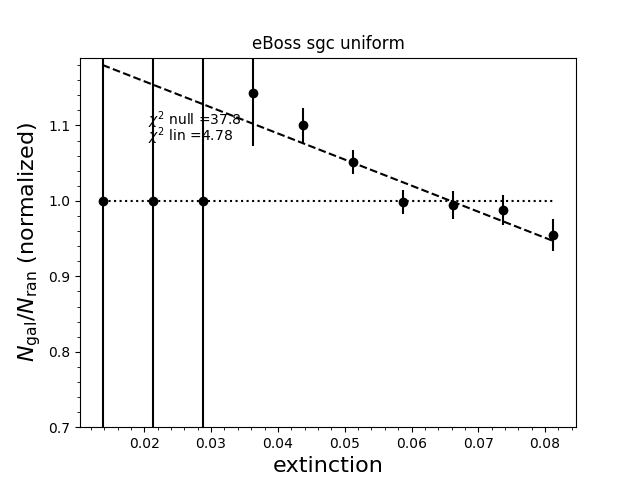 eBoss sgc uniform
χ² null =37.8
χ² lin =4.78
1.1
1.0
0.9
0.8
0.7
N_gal/N_ran (normalized)
0.02 0.03 0.04 0.05 0.06 0.07 0.08
extinction